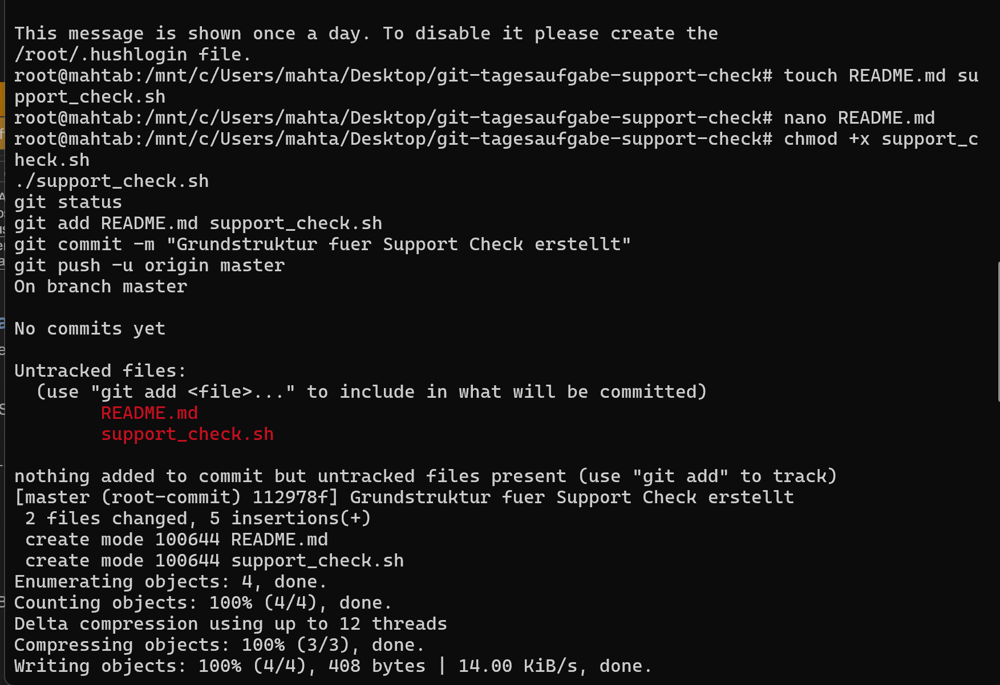 This message is shown once a day. To disable it please create the
/root/.hushlogin file.
root@mahtab:/mnt/c/Users/mahta/Desktop/git-tagesaufgabe-support-check# touch README.md su
pport_check.sh
root@mahtab:/mnt/c/Users/mahta/Desktop/git-tagesaufgabe-support-check# nano README.md
root@mahtab:/mnt/c/Users/mahta/Desktop/git-tagesaufgabe-support-check# chmod +x support_c
heck.sh
./support_check.sh
git status
git add README.md support_check.sh
git commit -m "Grundstruktur fuer Support Check erstellt"
git push -u origin master
On branch master
No commits yet
Untracked files:
  (use "git add <file>..." to include in what will be committed)
        README.md
        support_check.sh
nothing added to commit but untracked files present (use "git add" to track)
[master (root-commit) 112978f] Grundstruktur fuer Support Check erstellt
 2 files changed, 5 insertions(+)
 create mode 100644 README.md
 create mode 100644 support_check.sh
Enumerating objects: 4, done.
Counting objects: 100% (4/4), done.
Delta compression using up to 12 threads
Compressing objects: 100% (3/3), done.
Writing objects: 100% (4/4), 408 bytes | 14.00 KiB/s, done.